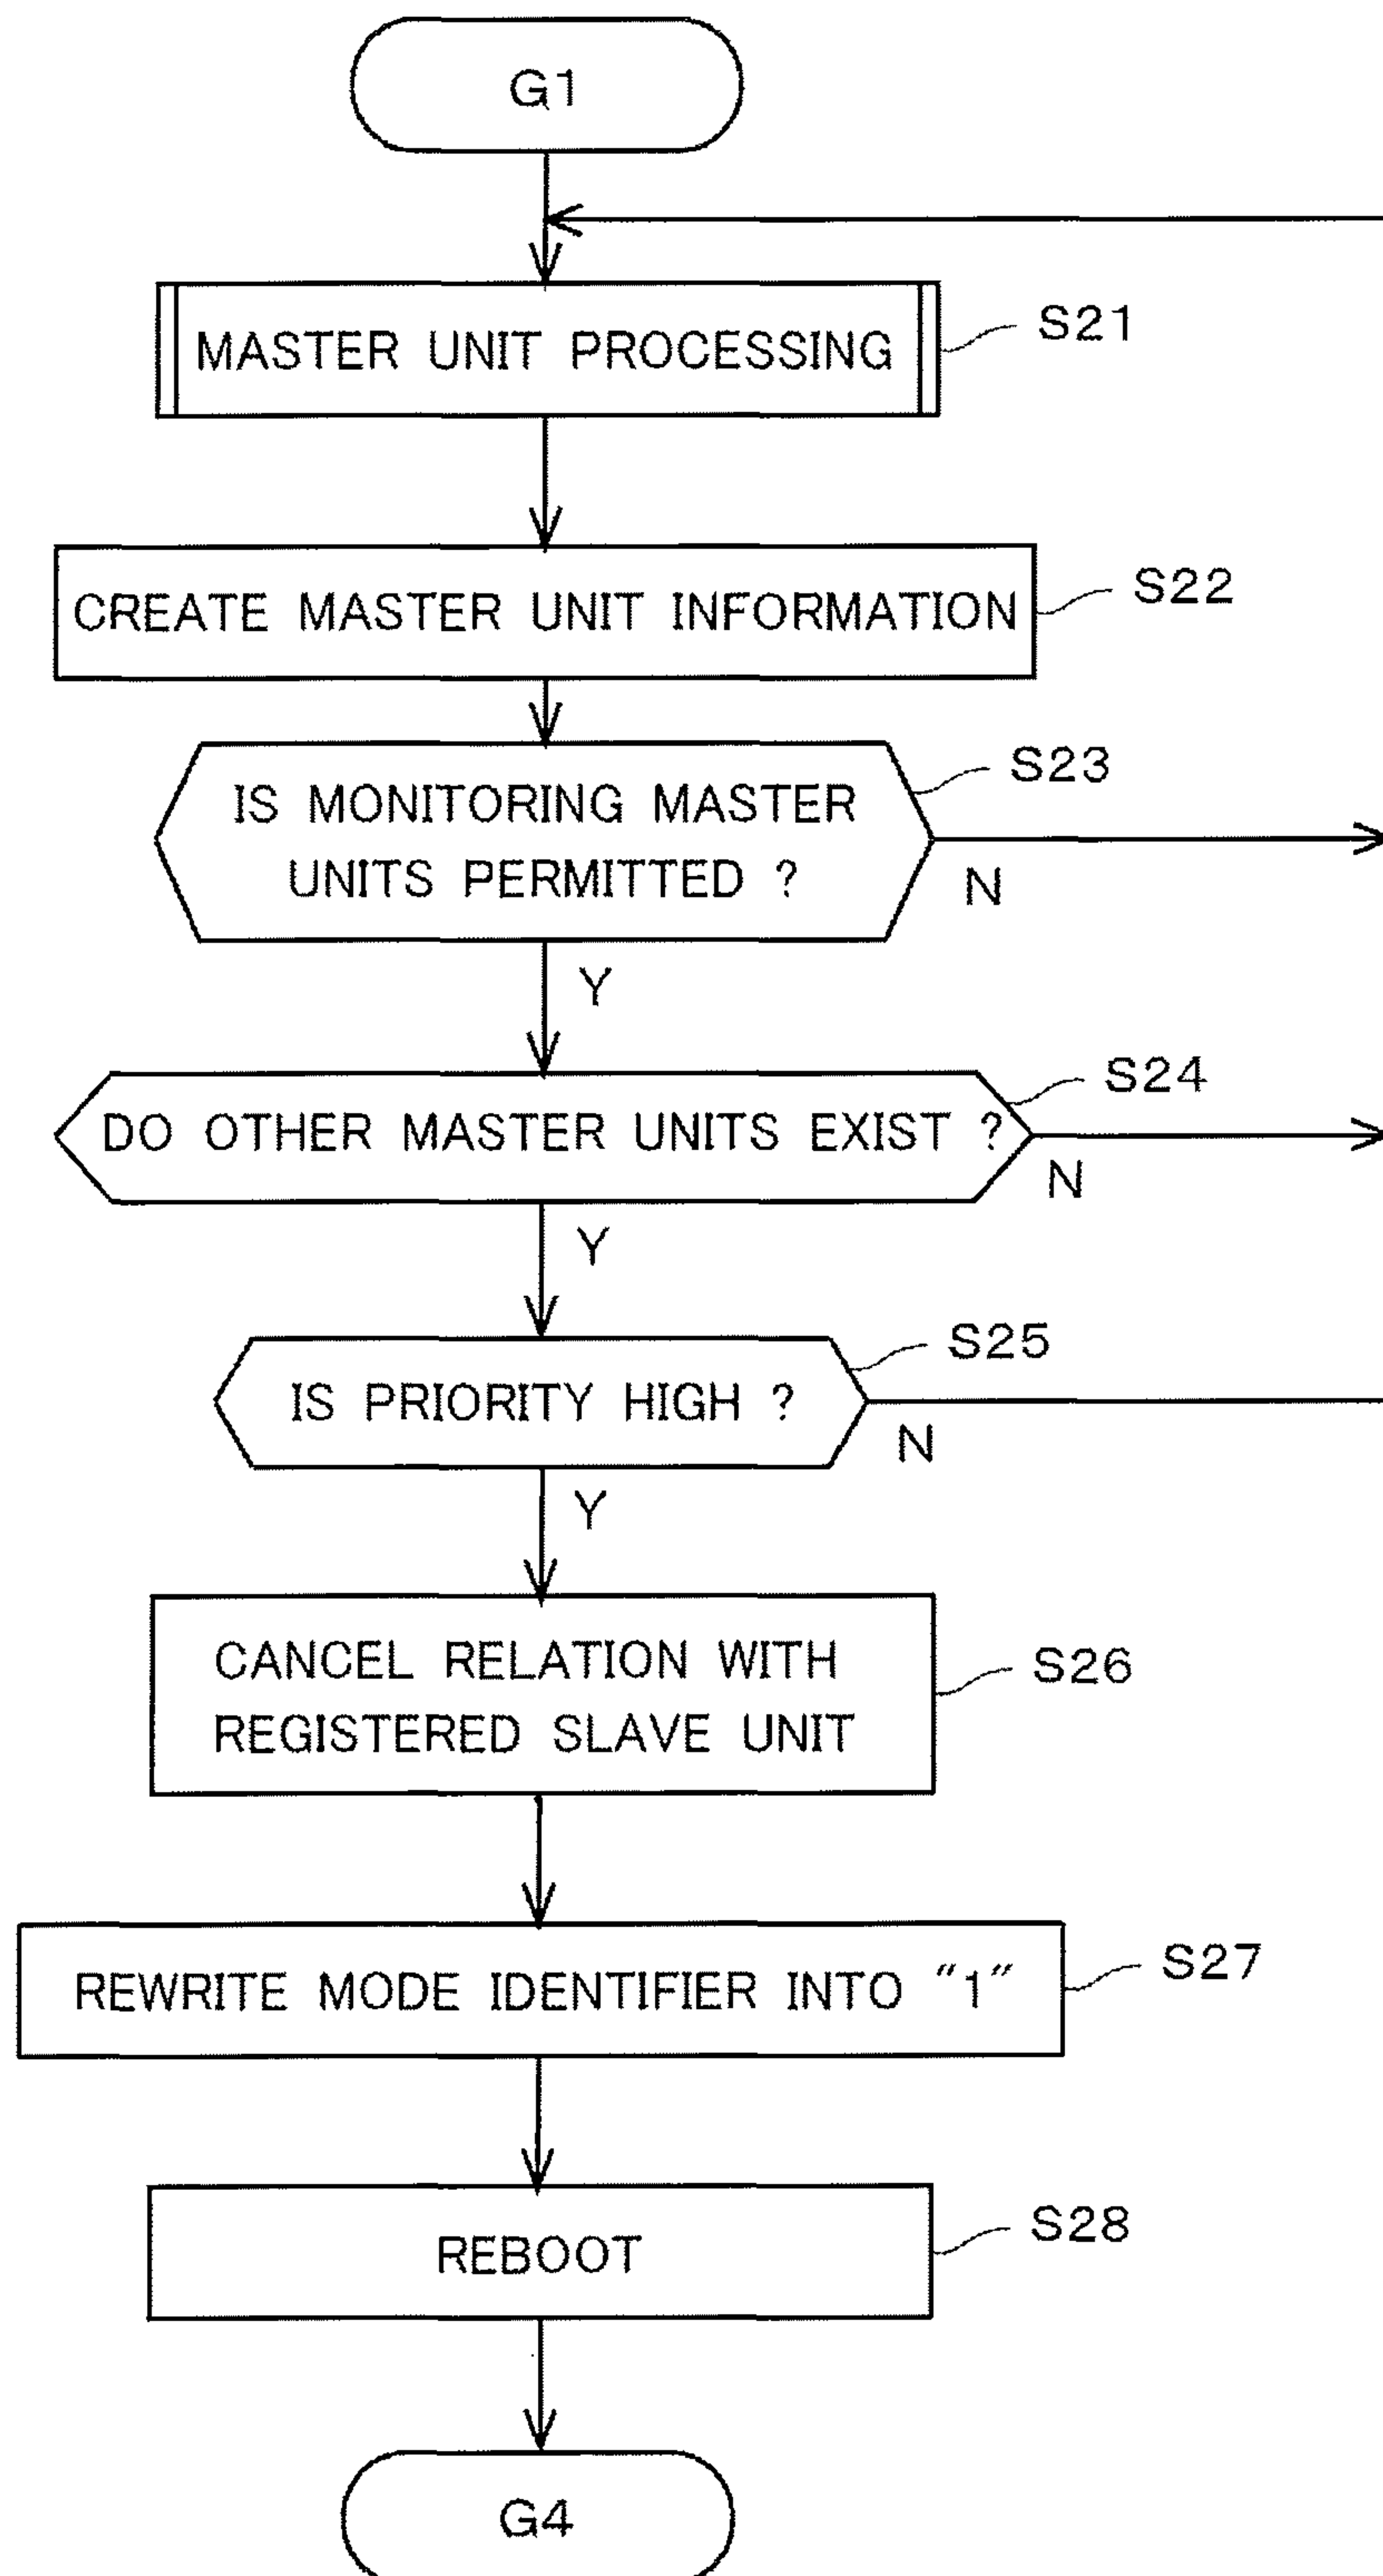 G1
MASTER UNIT PROCESSING
S21
CREATE MASTER UNIT INFORMATION
S22
IS MONITORING MASTER
UNITS PERMITTED ?
S23
N
Y
DO OTHER MASTER UNITS EXIST ?
S24
N
Y
IS PRIORITY HIGH ?
S25
N
Y
CANCEL RELATION WITH
REGISTERED SLAVE UNIT
S26
REWRITE MODE IDENTIFIER INTO "1"
S27
REBOOT
S28
G4